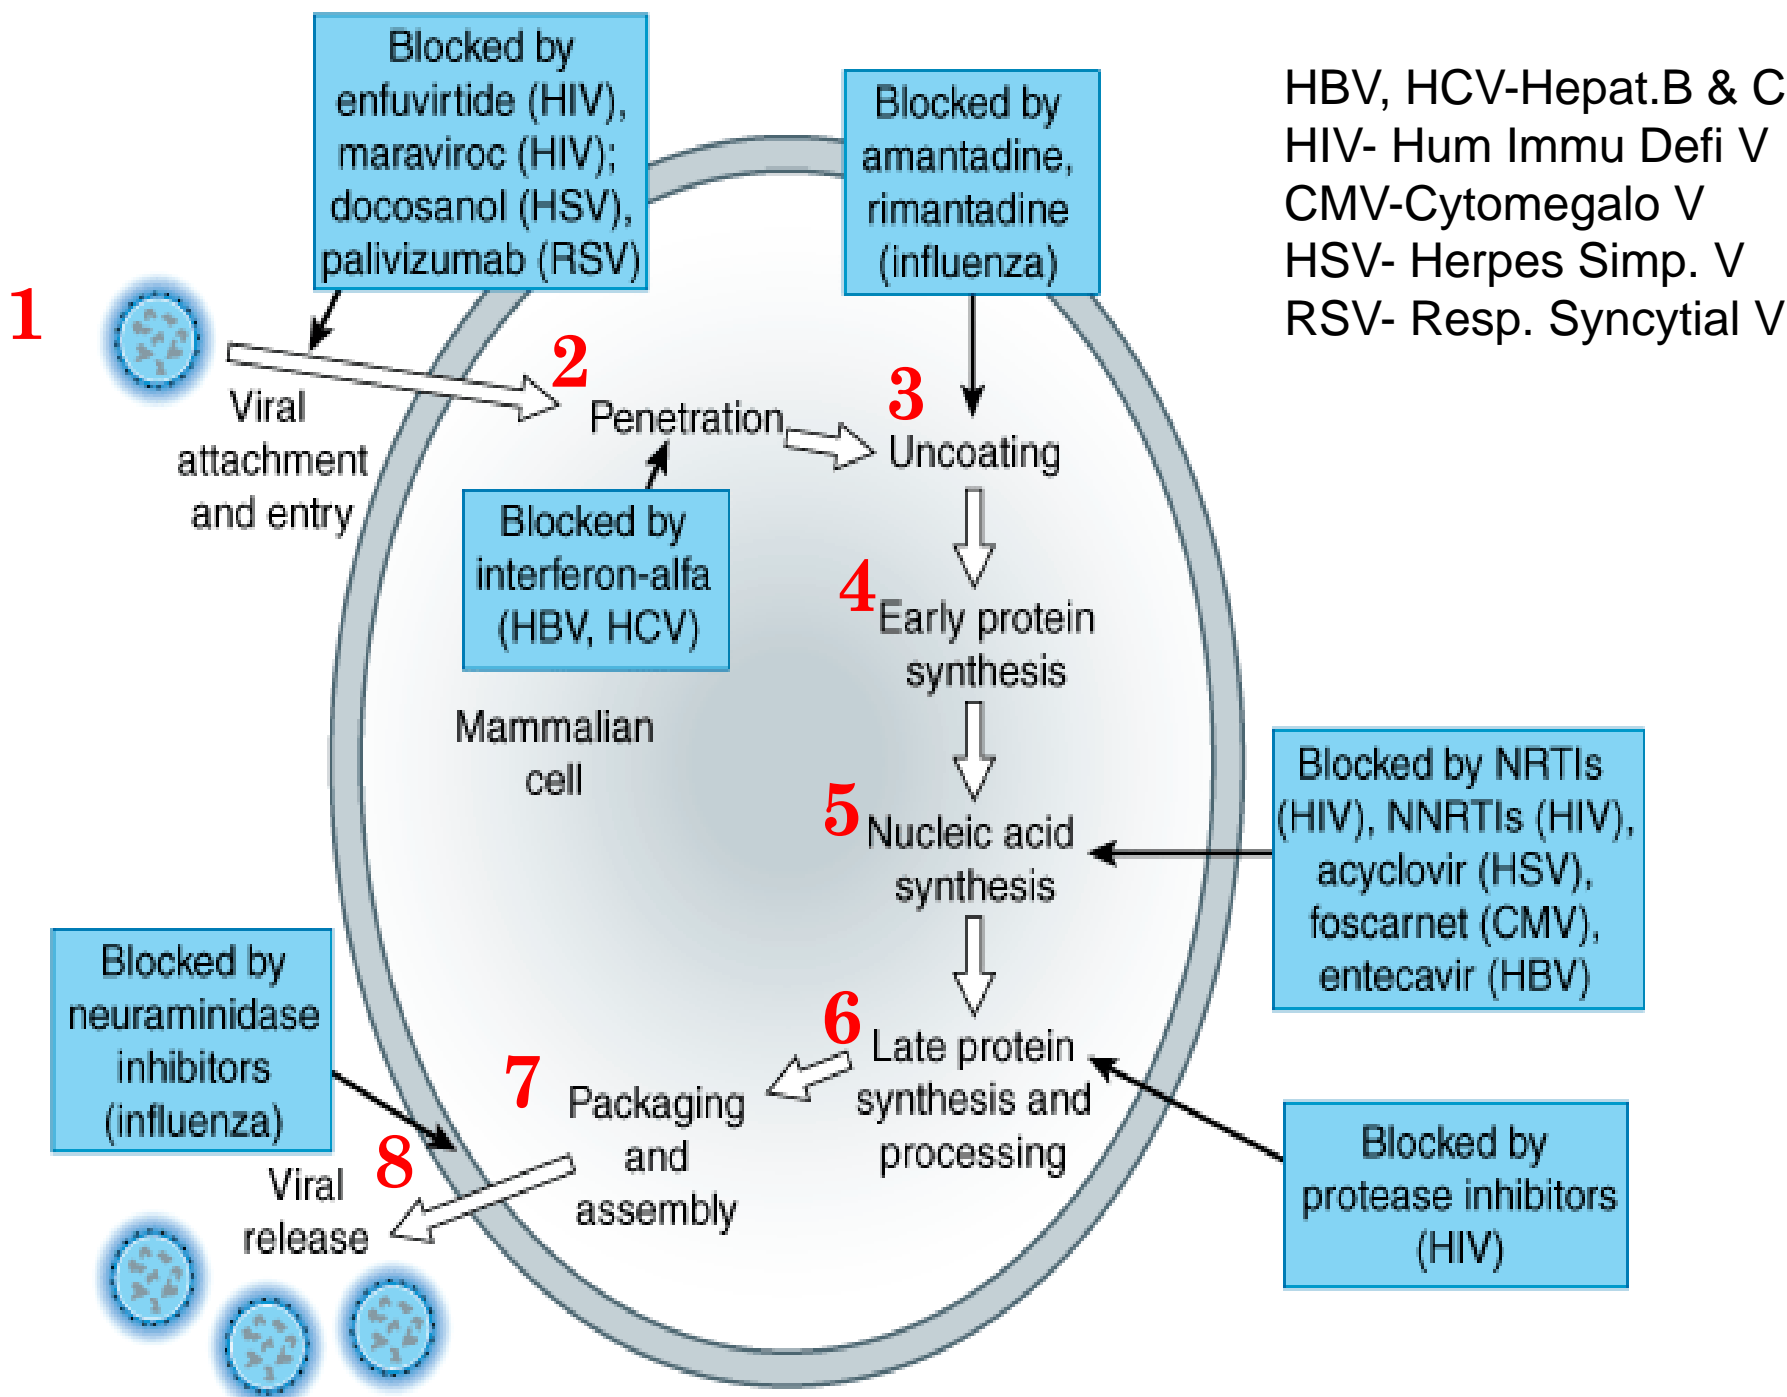 Blocked by
enfuvirtide (HIV),
maraviroc (HIV);
docosanol (HSV),
palivizumab (RSV)
Blocked by
amantadine,
rimantadine
(influenza)
HBV, HCV-Hepat.B & C
HIV- Hum Immu Defi V
CMV-Cytomegalo V
HSV- Herpes Simp. V
RSV- Resp. Syncytial V
1
Viral
attachment
and entry
2
Penetration
3
Uncoating
Blocked by
interferon-alfa
(HBV, HCV)
4
Early protein
synthesis
Mammalian
cell
5
Nucleic acid
synthesis
Blocked by NRTIs
(HIV), NNRTIs (HIV),
acyclovir (HSV),
foscarnet (CMV),
entecavir (HBV)
6
Late protein
synthesis and
processing
Blocked by
protease inhibitors
(HIV)
7
Packaging
and
assembly
Blocked by
neuraminidase
inhibitors
(influenza)
8
Viral
release